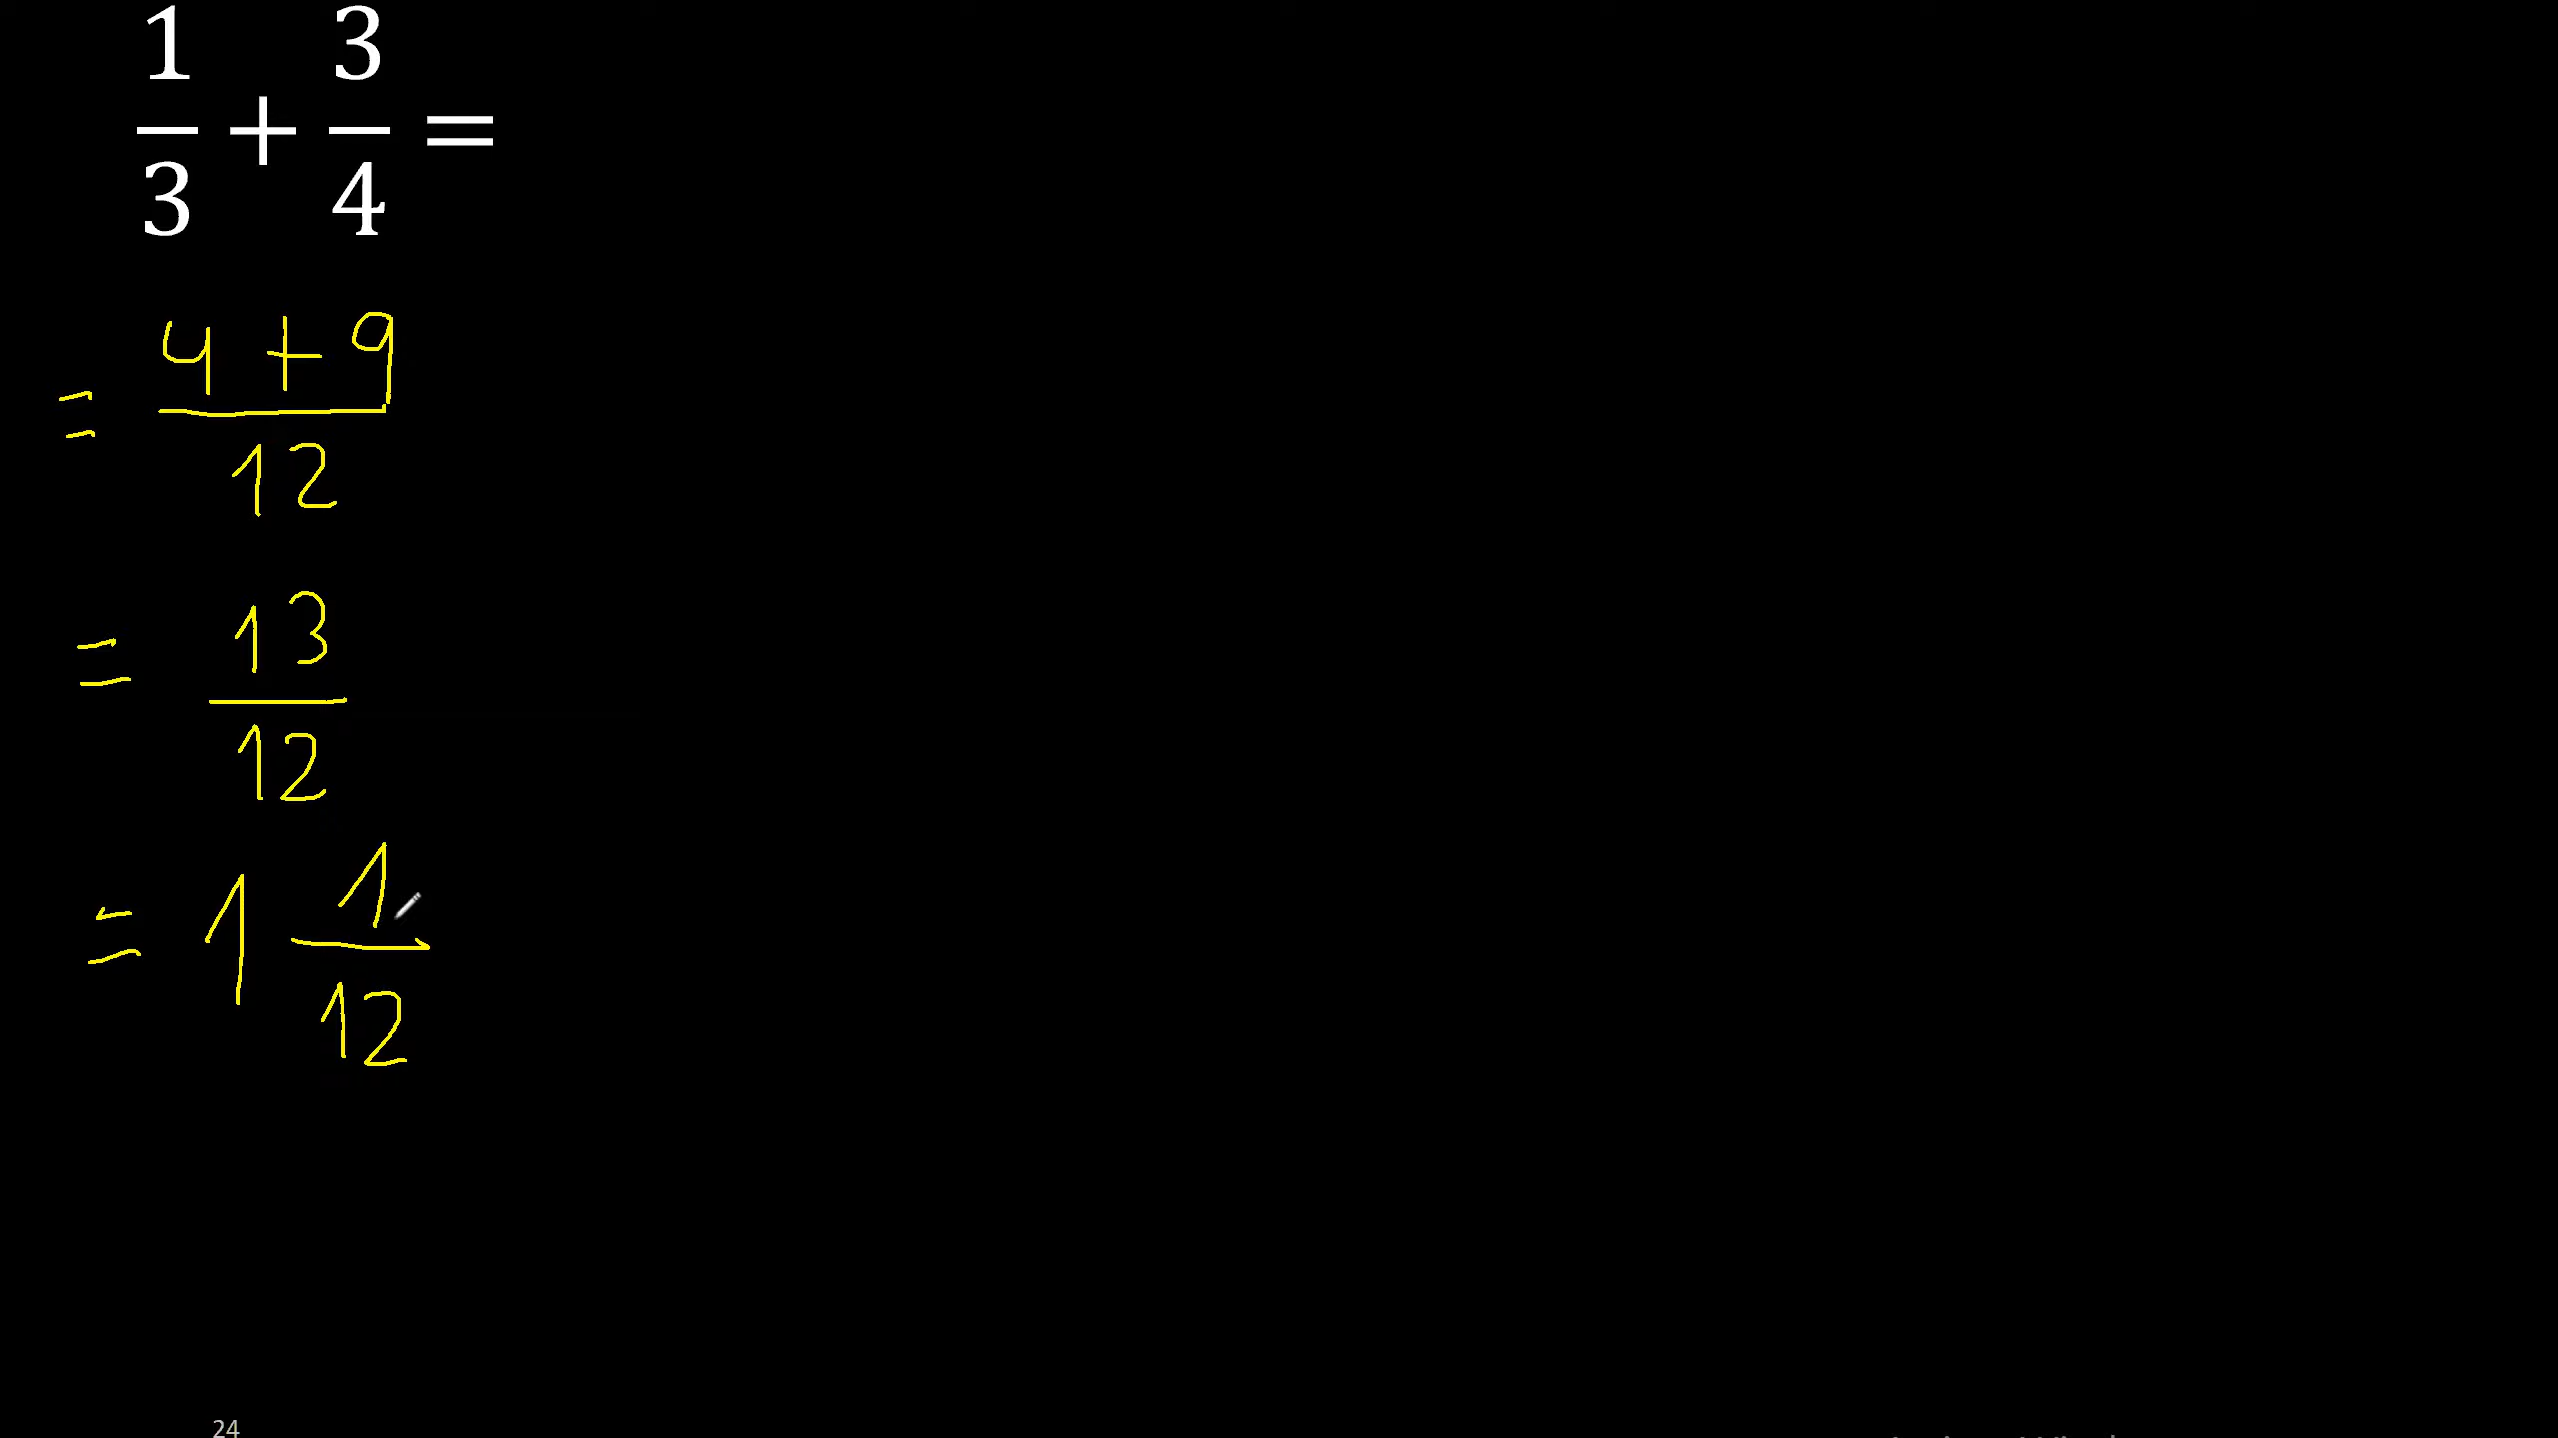 1/3 + 3/4 =
= (4 + 9)/12
= 13/12
= 1 1/12
24